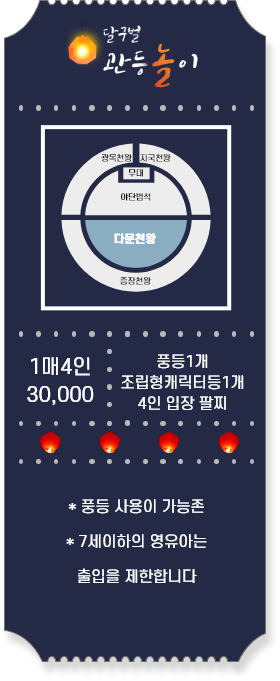 달구벌
관등놀이
광목천왕 지국천왕
무대
야단법석
다문천왕
증장천왕
1매4인
30,000
풍등1개
조립형캐릭터등1개
4인 입장 팔찌
* 풍등 사용이 가능존
* 7세이하의 영유아는
출입을 제한합니다